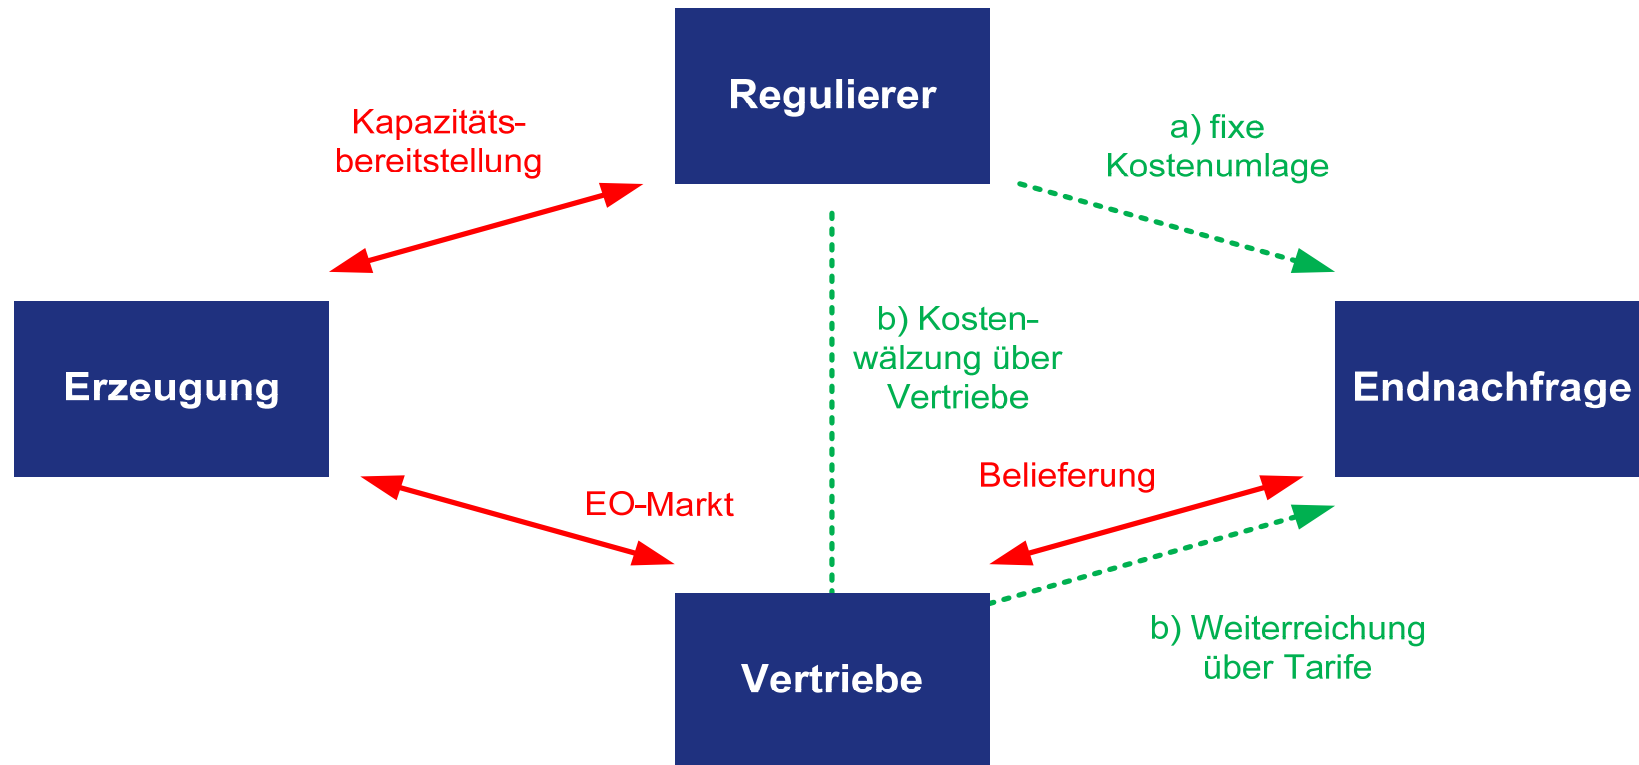 Regulierer
Kapazitäts-
bereitstellung
a) fixe
Kostenumlage
b) Kosten-
wälzung über
Vertriebe
Erzeugung
Endnachfrage
Belieferung
EO-Markt
b) Weiterreichung
über Tarife
Vertriebe